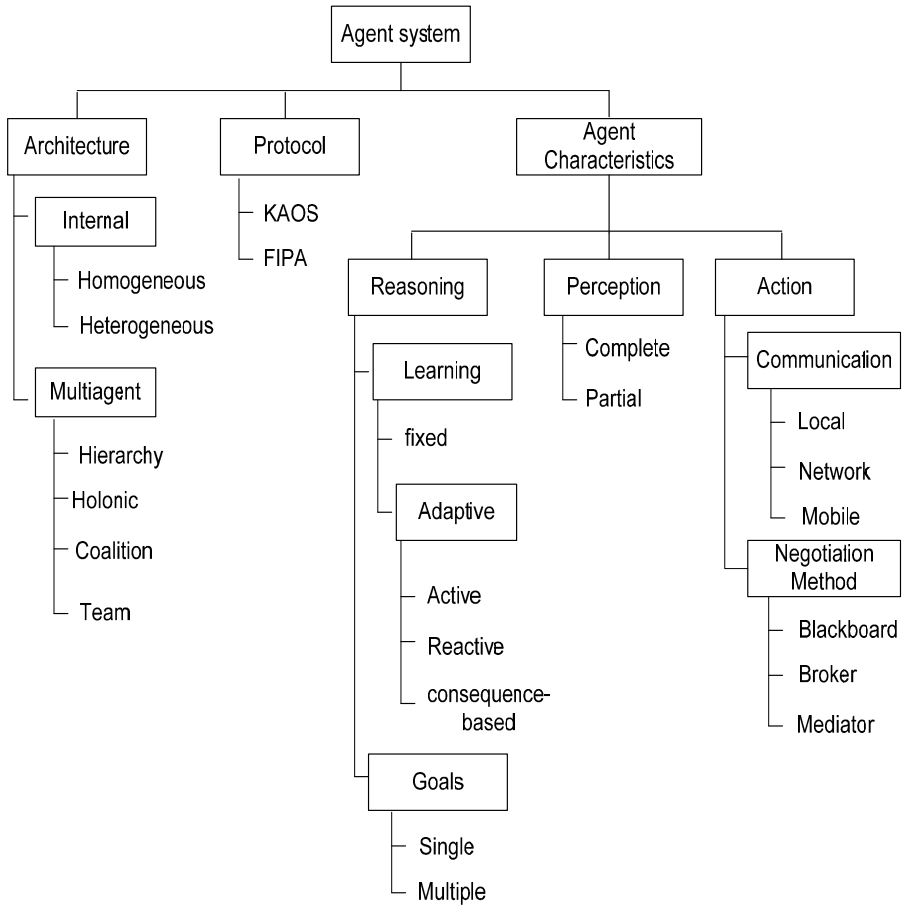 Agent system
Architecture
Protocol
Agent
Characteristics
Internal
Homogeneous
Heterogeneous
Multiagent
Hierarchy
Holonic
Coalition
Team
KAOS
FIPA
Reasoning
Learning
fixed
Adaptive
Active
Reactive
consequence-
based
Goals
Single
Multiple
Perception
Complete
Partial
Action
Communication
Local
Network
Mobile
Negotiation
Method
Blackboard
Broker
Mediator